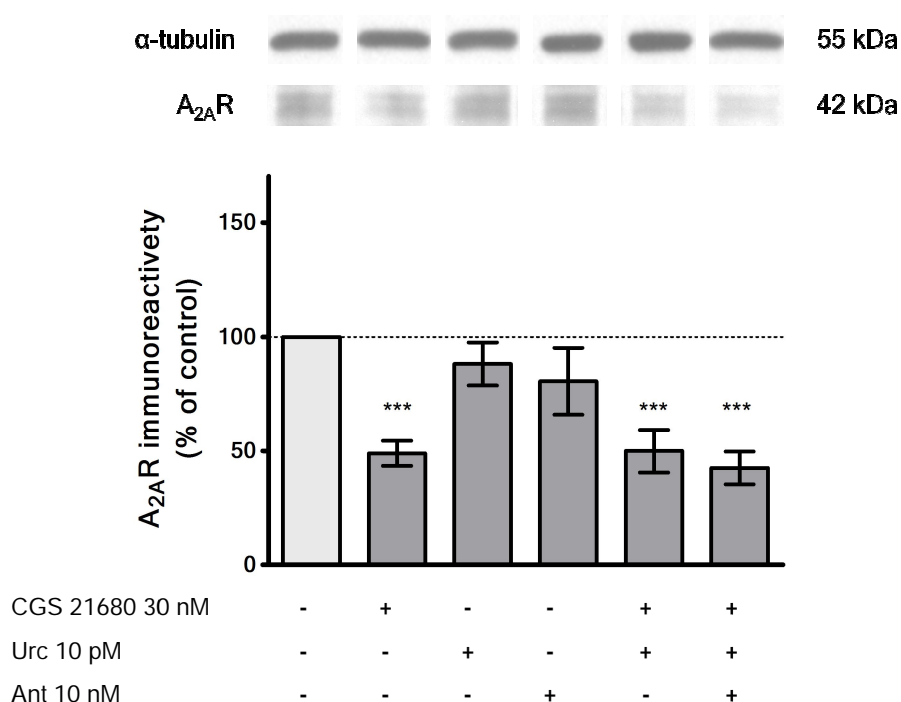 α-tubulin 55 kDa
A2AR 42 kDa
A2AR immunoreactivety
(% of control)
150
100
50
0
***
*** ***
CGS 21680 30 nM - + - - + +
Urc 10 pM - - + - + +
Ant 10 nM - - - + - +